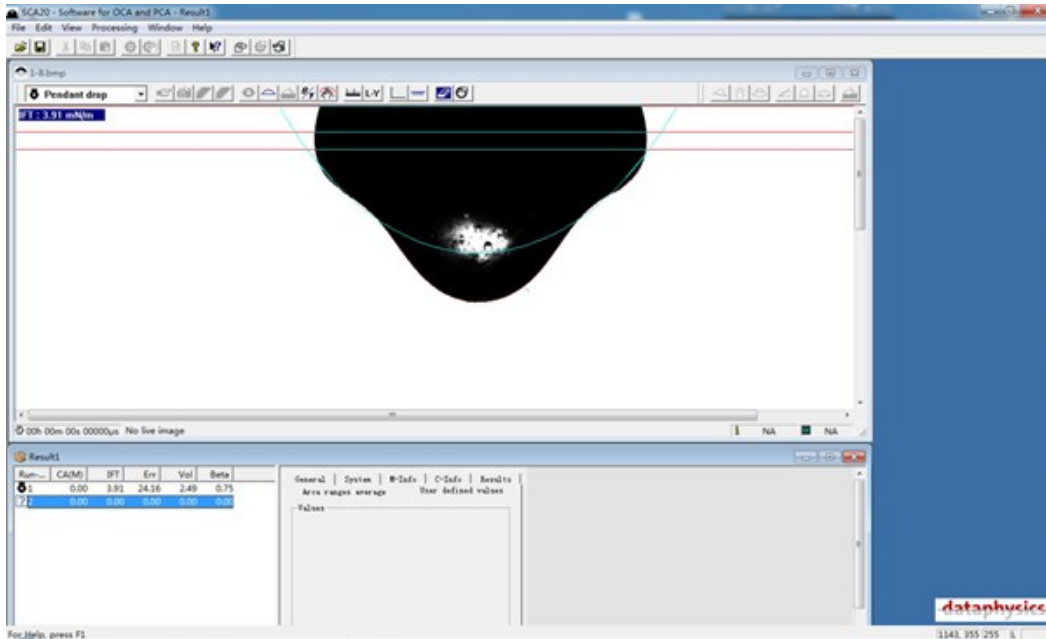 SCA20 - Software for OCA and PCA - Result1
File Edit View Processing Window Help
1-8.bmp
Pendant drop
L-Y
IFT : 3.91 mN/m
00h 00m 00s 00000µs No live image
NA NA
Result1
Run-... CA(M) IFT Err Vol Beta
1 0.00 3.91 24.16 2.49 0.75
2 0.00 0.00 0.00 0.00 0.00
General System M-Info C-Info Results
Area ranges average User defined values
Values
dataphysics
For Help, press F1
1143, 355 255 L